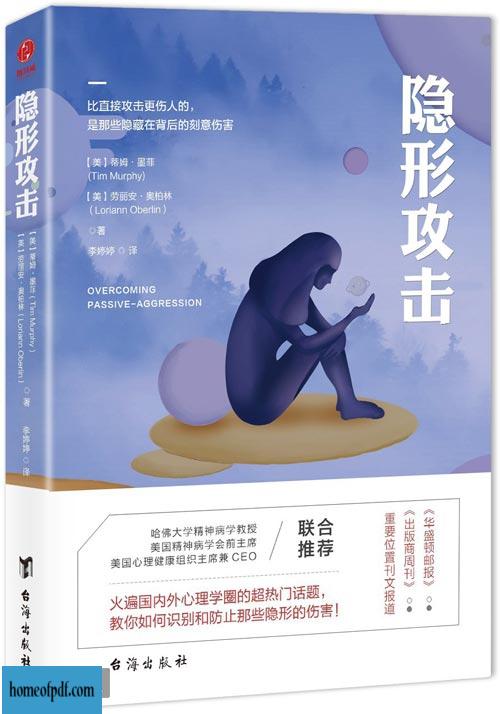 隐形攻击
比直接攻击更伤人的，
是那些隐藏在背后的刻意伤害
【美】蒂姆·墨菲
(Tim Murphy)
【美】劳丽安·奥柏林
(Loriann Oberlin)
◎著
李婷婷 ◎ 译
OVERCOMING
PASSIVE-AGGRESSION
隐形攻击
【美】蒂姆·墨菲(Tim Murphy)
【美】劳丽安·奥柏林(Loriann Oberlin)
◎著
李婷婷 ◎ 译
台海出版社
哈佛大学精神病学教授
美国精神病学会前主席
美国心理健康组织主席兼CEO
联合
推荐
《华盛顿邮报》
《出版商周刊》
重要位置刊文报道
火遍国内外心理学圈的超热门话题，
教你如何识别和防止那些隐形的伤害！
台海出版社
homeofpdf.com